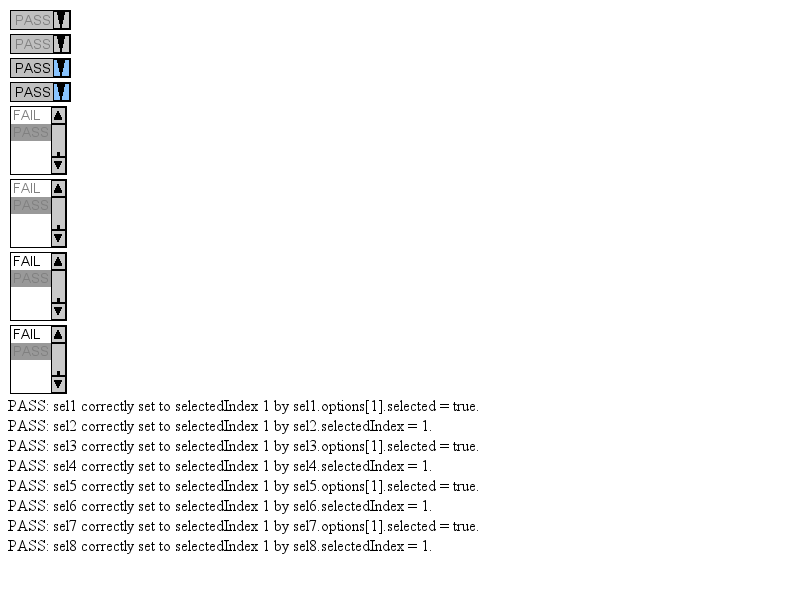 PASS
PASS
PASS
PASS
FAIL
PASS
FAIL
PASS
FAIL
PASS
FAIL
PASS
PASS: sel1 correctly set to selectedIndex 1 by sel1.options[1].selected = true.
PASS: sel2 correctly set to selectedIndex 1 by sel2.selectedIndex = 1.
PASS: sel3 correctly set to selectedIndex 1 by sel3.options[1].selected = true.
PASS: sel4 correctly set to selectedIndex 1 by sel4.selectedIndex = 1.
PASS: sel5 correctly set to selectedIndex 1 by sel5.options[1].selected = true.
PASS: sel6 correctly set to selectedIndex 1 by sel6.selectedIndex = 1.
PASS: sel7 correctly set to selectedIndex 1 by sel7.options[1].selected = true.
PASS: sel8 correctly set to selectedIndex 1 by sel8.selectedIndex = 1.